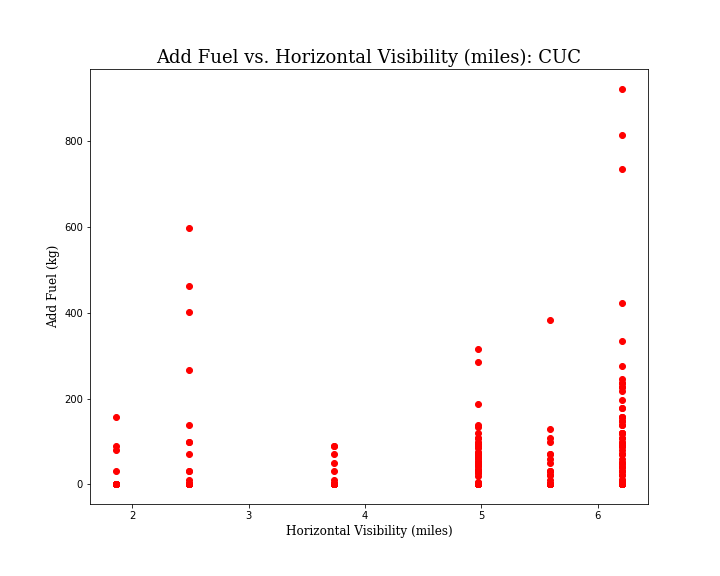 Add Fuel vs. Horizontal Visibility (miles): CUC
800
600
400
200
0
Add Fuel (kg)
2 3 4 5 6
Horizontal Visibility (miles)